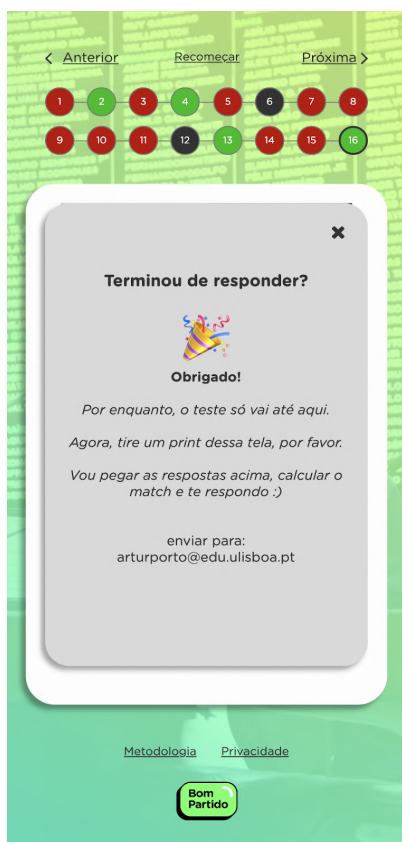 Anterior Recomeçar Próxima
1 2 3 4 5 6 7 8
9 10 11 12 13 14 15 16
Terminou de responder?
Obrigado!
Por enquanto, o teste só vai até aqui.
Agora, tire um print dessa tela, por favor.
Vou pegar as respostas acima, calcular o
match e te respondo :)
enviar para:
arturporto@edu.ulisboa.pt
Metodologia Privacidade
Bom
Partido